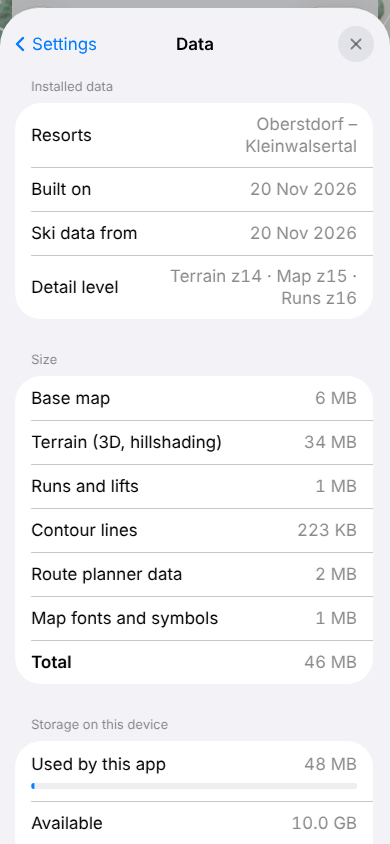 Settings
Data
Installed data
Resorts
Oberstdorf –
Kleinwalsertal
Built on
20 Nov 2026
Ski data from
20 Nov 2026
Detail level
Terrain z14 · Map z15 ·
Runs z16
Size
Base map
6 MB
Terrain (3D, hillshading)
34 MB
Runs and lifts
1 MB
Contour lines
223 KB
Route planner data
2 MB
Map fonts and symbols
1 MB
Total
46 MB
Storage on this device
Used by this app
48 MB
Available
10.0 GB